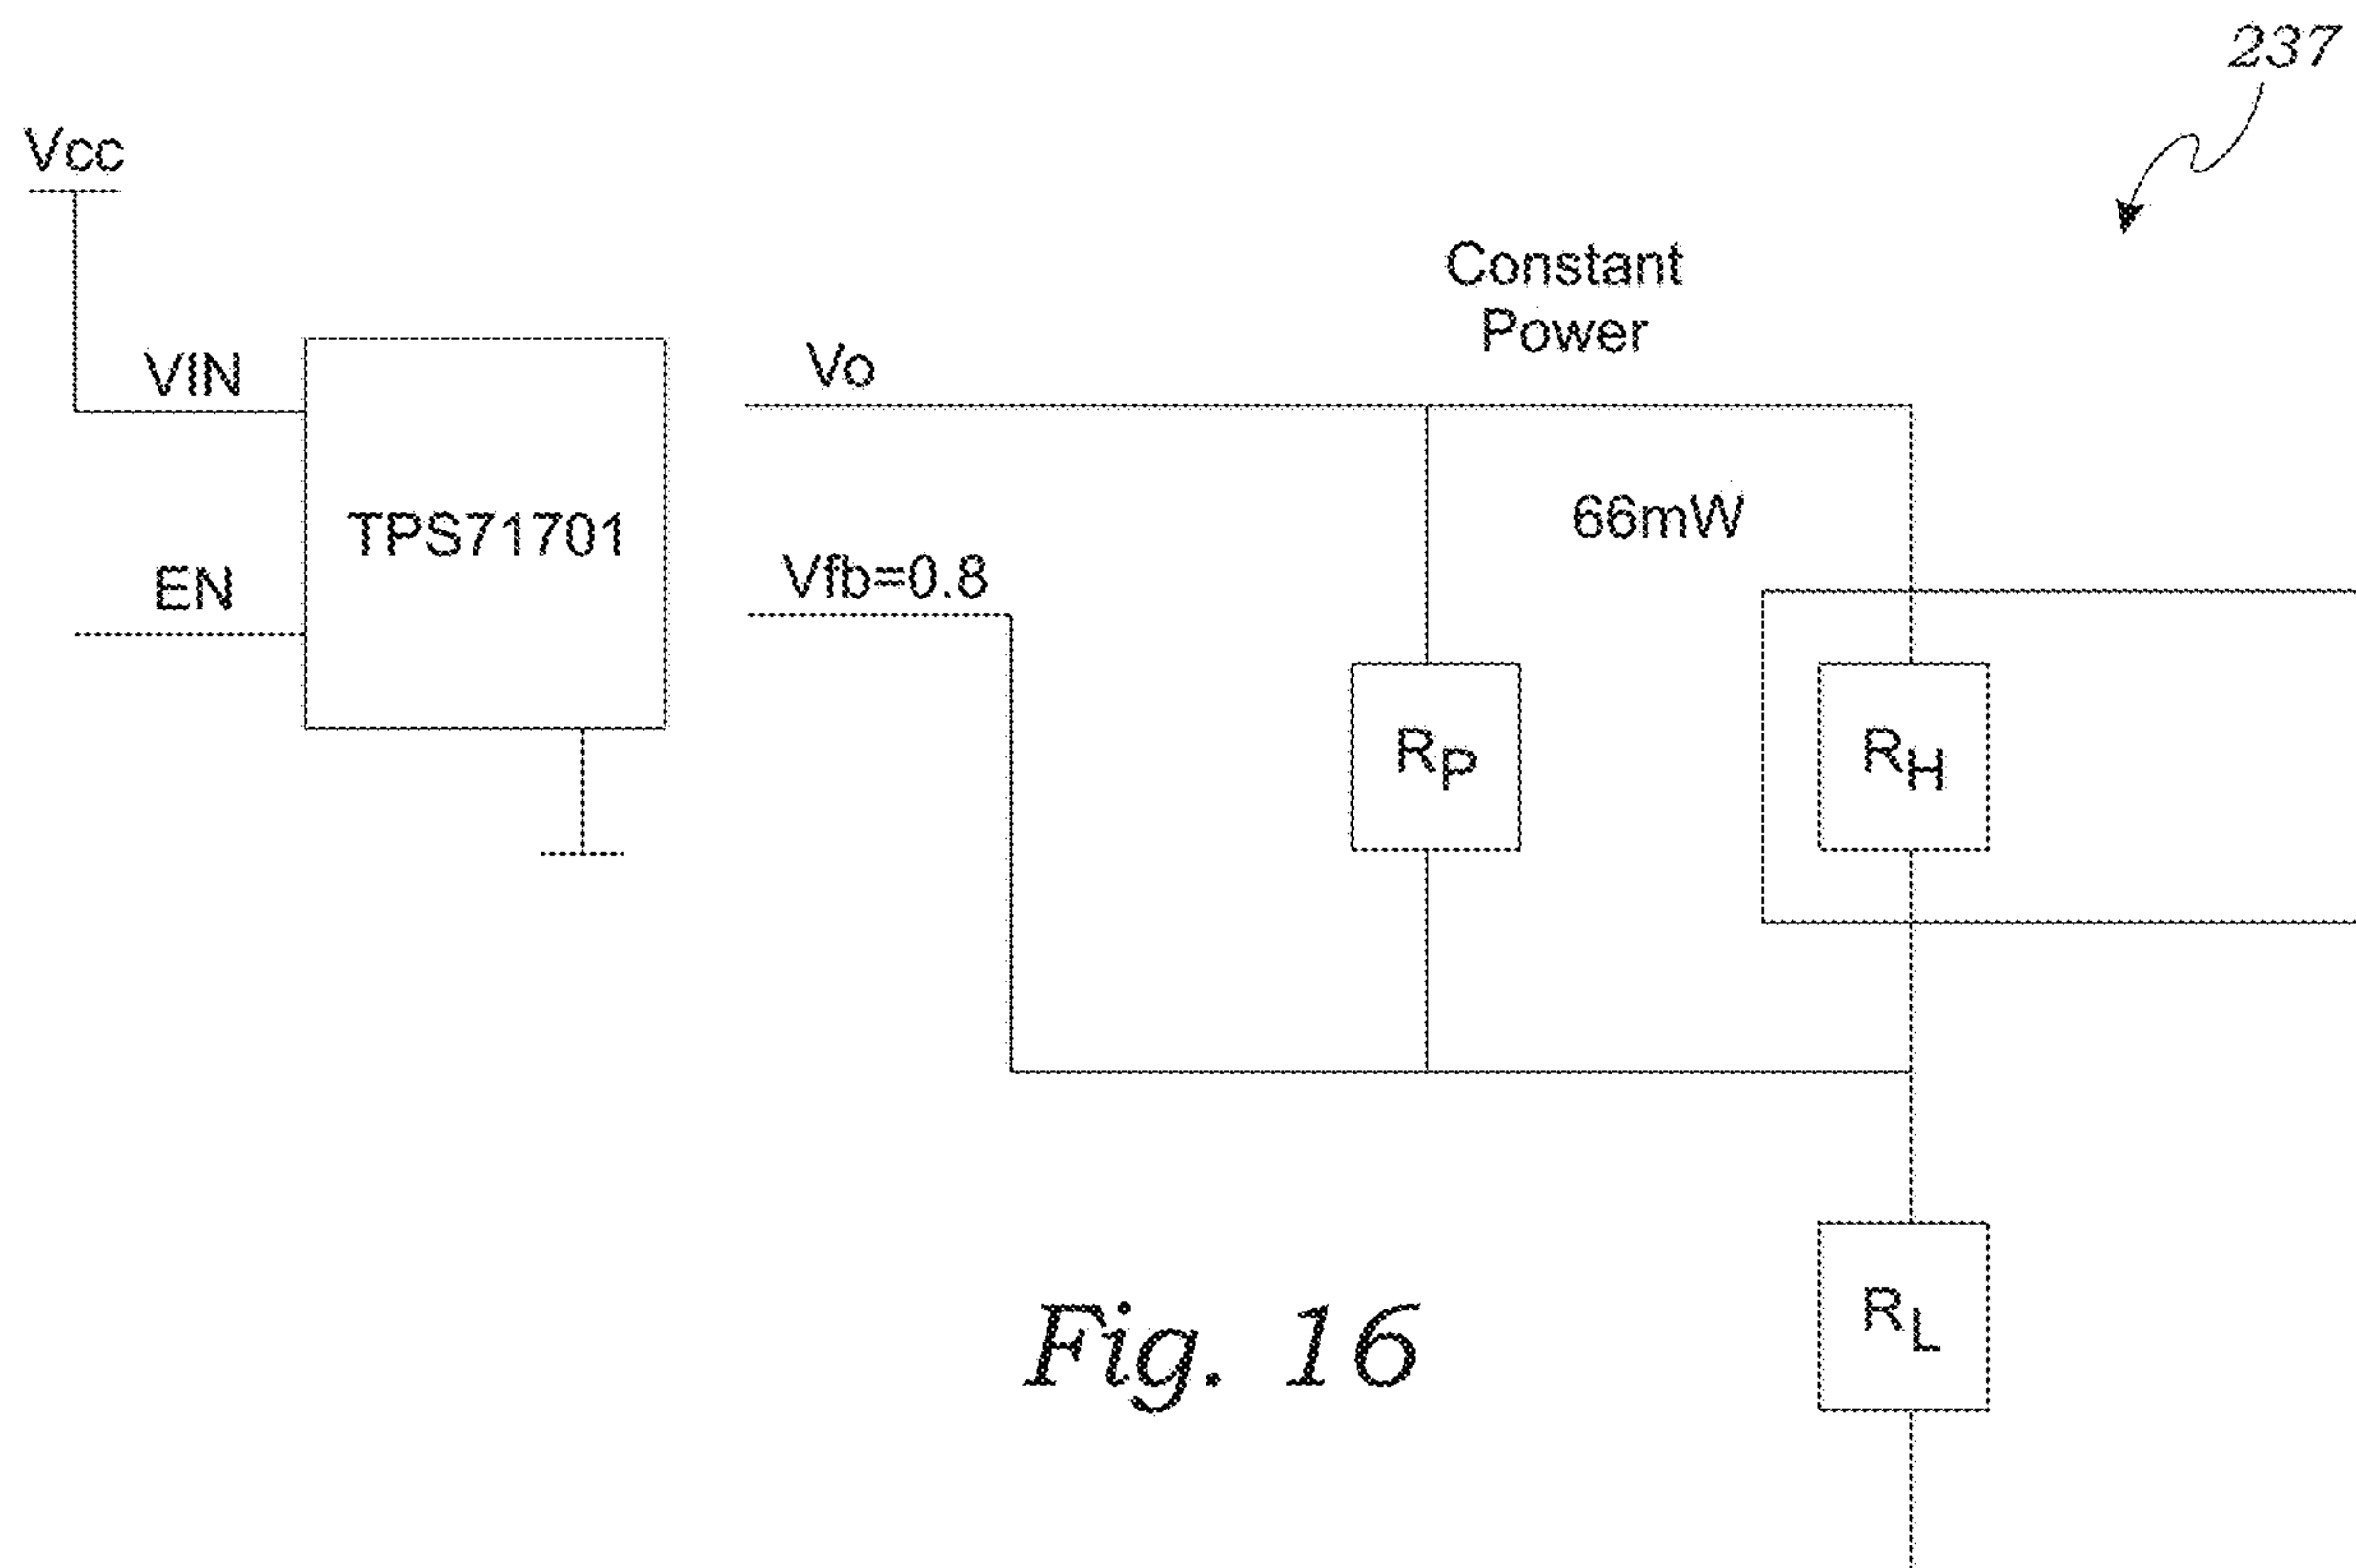 237
Vcc
Constant
Power
VIN
Vo
66mW
TPS71701
EN
Vfb=0.8
RP
RH
RL
Fig. 16